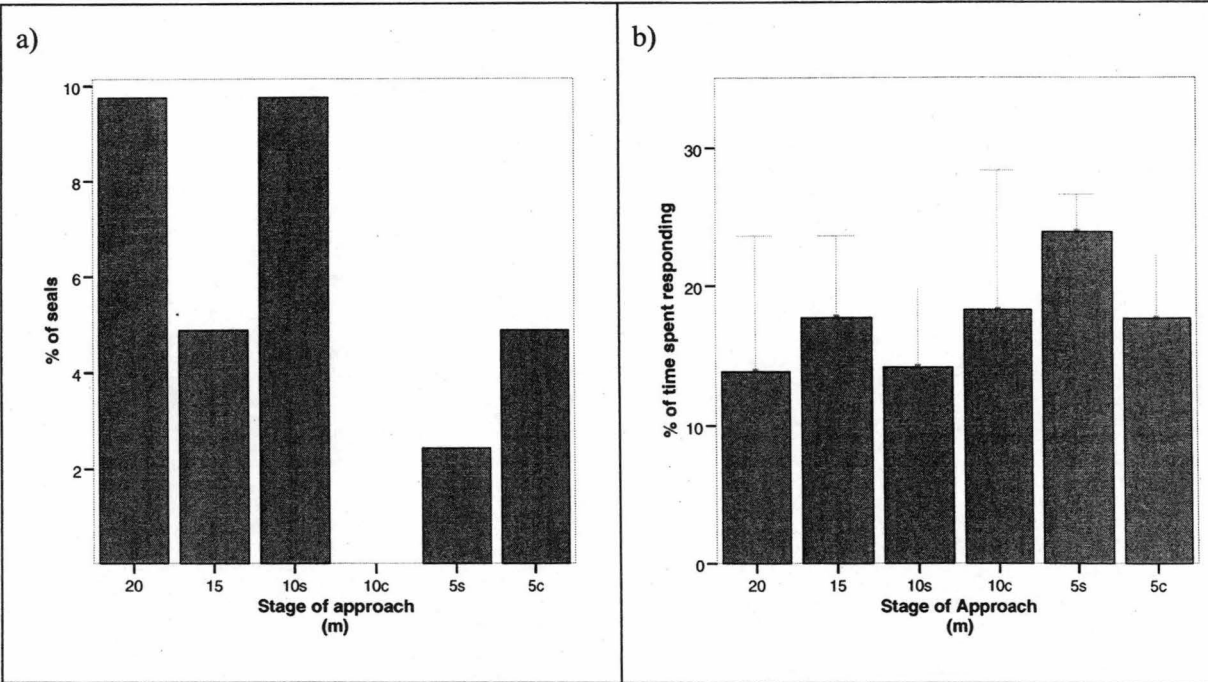 a)
10
8
6
4
2
% of seals
20 15 10s 10c 5s 5c
Stage of approach
(m)
b)
30
20
10
0
% of time spent responding
20 15 10s 10c 5s 5c
Stage of Approach
(m)